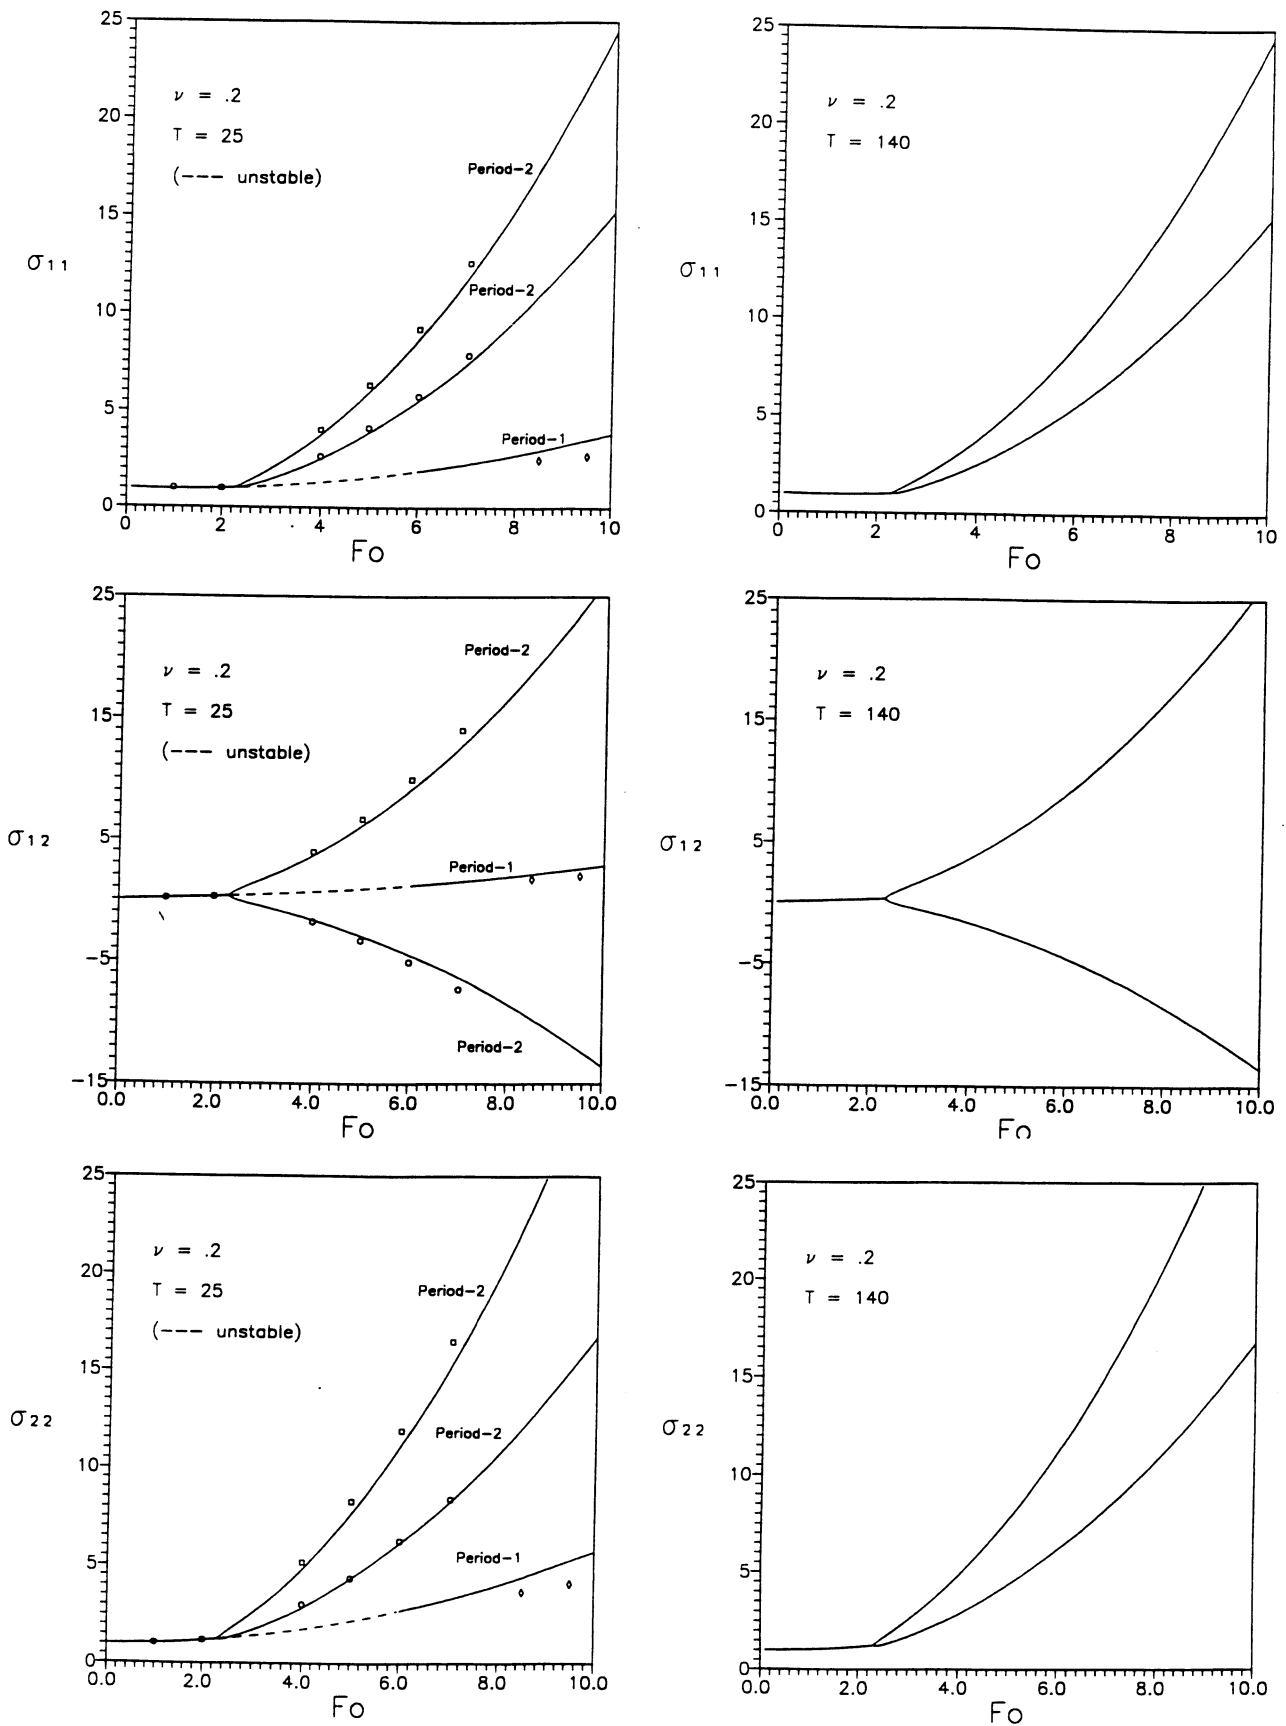 25
20
15
10
5
0
σ11
ν = .2
T = 25
(--- unstable)
Period-2
Period-2
Period-1
0 2 4 6 8 10
Fo
25
20
15
10
5
0
σ11
ν = .2
T = 140
0 2 4 6 8 10
Fo
25
15
5
-5
-15
σ12
ν = .2
T = 25
(--- unstable)
Period-2
Period-1
Period-2
0.0 2.0 4.0 6.0 8.0 10.0
Fo
25
15
5
-5
-15
σ12
ν = .2
T = 140
0.0 2.0 4.0 6.0 8.0 10.0
Fo
25
20
15
10
5
0
σ22
ν = .2
T = 25
(--- unstable)
Period-2
Period-2
Period-1
0.0 2.0 4.0 6.0 8.0 10.0
Fo
25
20
15
10
5
0
σ22
ν = .2
T = 140
0.0 2.0 4.0 6.0 8.0 10.0
Fo